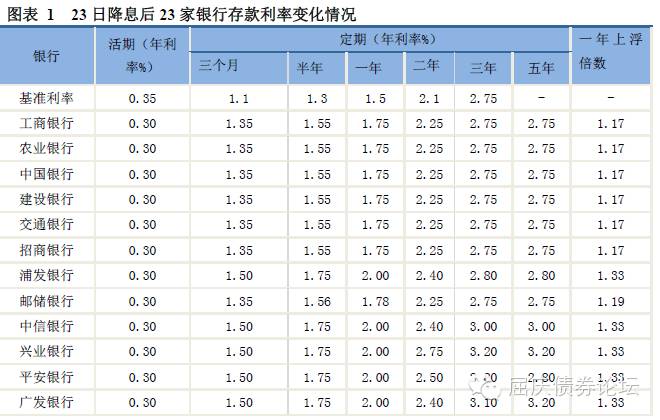 图表 1 23 日降息后 23 家银行存款利率变化情况
银行 活期（年利率%） 定期（年利率%） 一年上浮倍数
三个月 半年 一年 二年 三年 五年
基准利率 0.35 1.1 1.3 1.5 2.1 2.75 - -
工商银行 0.30 1.35 1.55 1.75 2.25 2.75 2.75 1.17
农业银行 0.30 1.35 1.55 1.75 2.25 2.75 2.75 1.17
中国银行 0.30 1.35 1.55 1.75 2.25 2.75 2.75 1.17
建设银行 0.30 1.35 1.55 1.75 2.25 2.75 2.75 1.17
交通银行 0.30 1.35 1.55 1.75 2.25 2.75 2.75 1.17
招商银行 0.30 1.35 1.55 1.75 2.25 2.75 2.75 1.17
浦发银行 0.30 1.50 1.75 2.00 2.40 2.80 2.80 1.33
邮储银行 0.30 1.35 1.56 1.78 2.25 2.75 2.75 1.19
中信银行 0.30 1.50 1.75 2.00 2.40 3.00 3.00 1.33
兴业银行 0.30 1.50 1.75 2.00 2.75 3.20 3.20 1.33
平安银行 0.30 1.50 1.75 2.00 2.50 2.80 1.33
广发银行 0.30 1.50 1.75 2.00 2.40 3.10 3.20 1.33
屈庆债券论坛